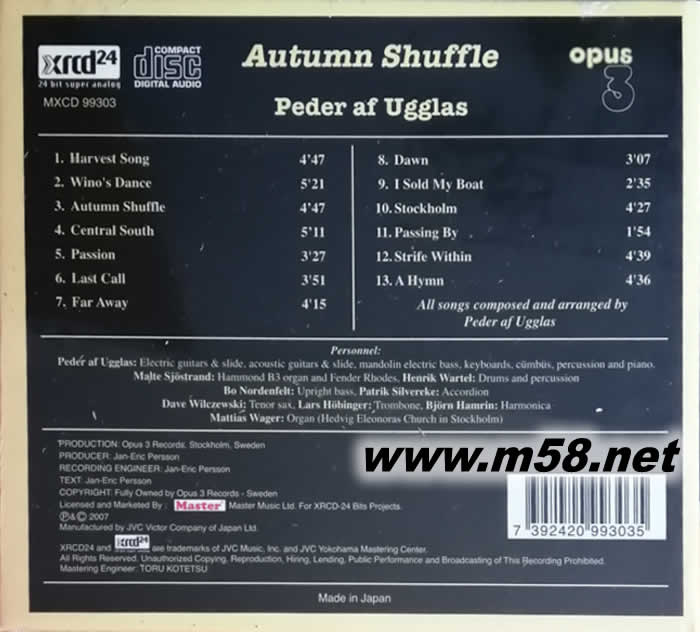 xrcd24
24 bit super analog
COMPACT
disc
DIGITAL AUDIO
MXCD 99303
Autumn Shuffle
Peder af Ugglas
opus
3
1. Harvest Song 4'47
2. Wino's Dance 5'21
3. Autumn Shuffle 4'47
4. Central South 5'11
5. Passion 3'27
6. Last Call 3'51
7. Far Away 4'15
8. Dawn 3'07
9. I Sold My Boat 2'35
10. Stockholm 4'27
11. Passing By 1'54
12. Strife Within 4'39
13. A Hymn 4'36
All songs composed and arranged by
Peder af Ugglas
Personnel:
Peder af Ugglas: Electric guitars & slide, acoustic guitars & slide, mandolin electric bass, keyboards, cümbüs, percussion and piano.
Malte Sjöstrand: Hammond B3 organ and Fender Rhodes, Henrik Wartel: Drums and percussion
Bo Nordenfelt: Upright bass, Patrik Silvercke: Accordion
Dave Wilczewski: Tenor sax, Lars Höbinger: Trombone, Björn Hamrin: Harmonica
Mattias Wager: Organ (Hedvig Eleonoras Church in Stockholm)
PRODUCTION: Opus 3 Records, Stockholm, Sweden
PRODUCER: Jan-Eric Persson
RECORDING ENGINEER: Jan-Eric Persson
TEXT: Jan-Eric Persson
COPYRIGHT: Fully Owned by Opus 3 Records - Sweden
Licensed and Marketed By: Master Master Music Ltd. For XRCD-24 Bits Projects.
℗&© 2007
Manufactured by JVC Victor Company of Japan Ltd.
www.m58.net
7 392420 993035
XRCD24 and xrcd24 are trademarks of JVC Music, Inc. and JVC Yokohama Mastering Center.
All Rights Reserved. Unauthorized Copying, Reproduction, Hiring, Lending, Public Performance and Broadcasting of This Recording Prohibited.
Mastering Engineer: TORU KOTETSU
Made in Japan